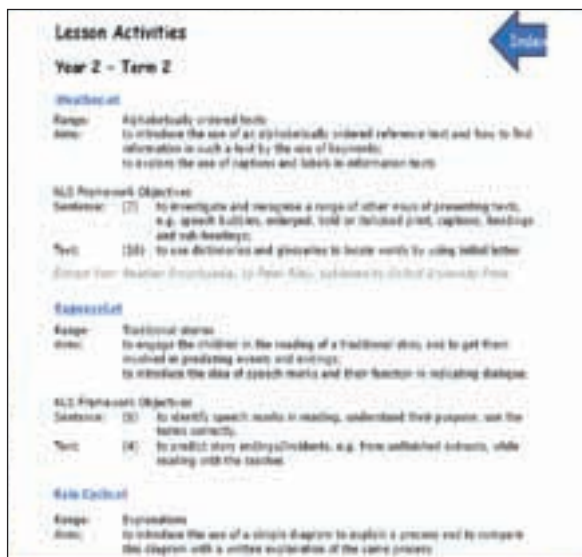 Lesson Activities
Index
Year 2 - Term 2
Weather.txt
Range: Alphabetically ordered texts
Aims: to introduce the use of an alphabetically ordered reference text and how to find
information in such a text by the use of keywords;
to explore the use of captions and labels in information texts
NLS Framework Objectives
Sentence: [7] to investigate and recognise a range of other ways of presenting texts,
e.g. speech bubbles, enlarged, bold or italicised print, captions, headings
and sub-headings;
Text: to use dictionaries and glossaries to locate words by using initial letter
Range: Traditional stories
Aims: to engage the children in the reading of a traditional story and to get them
involved in predicting events and endings;
to introduce the idea of speech marks and their function in indicating dialogue
NLS Framework Objectives
Sentence: [6] to identify speech marks in reading, understand their purpose, use the
terms correctly;
Text: [4] to predict story endings/incidents, e.g. from unfinished extracts, while
reading with the teacher
Range: Explanations
Aims: to introduce the use of a simple diagram to explain a process and to compare
this diagram with a written explanation of the same process